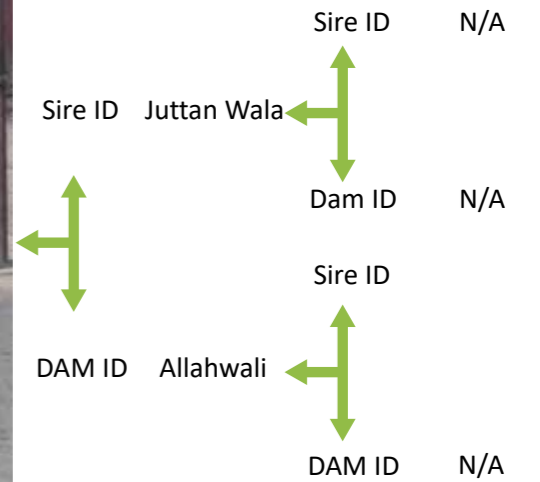 Sire ID N/A
Sire ID Juttan Wala
Dam ID N/A
Sire ID
DAM ID Allahwali
DAM ID N/A